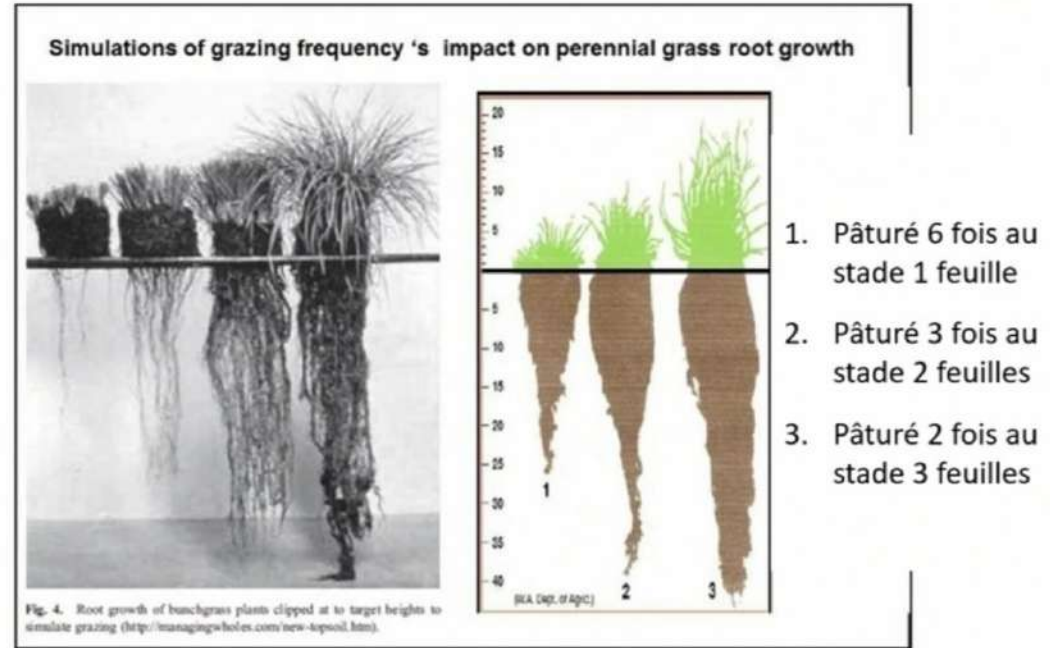 Simulations of grazing frequency 's impact on perennial grass root growth
20
15
10
5
5
10
15
20
25
30
35
40
1
2
3
Fig. 4. Root growth of bunchgrass plants clipped at to target heights to
simulate grazing (http://managingwholes.com/new-topsoil.htm).
1. Pâturé 6 fois au
stade 1 feuille
2. Pâturé 3 fois au
stade 2 feuilles
3. Pâturé 2 fois au
stade 3 feuilles